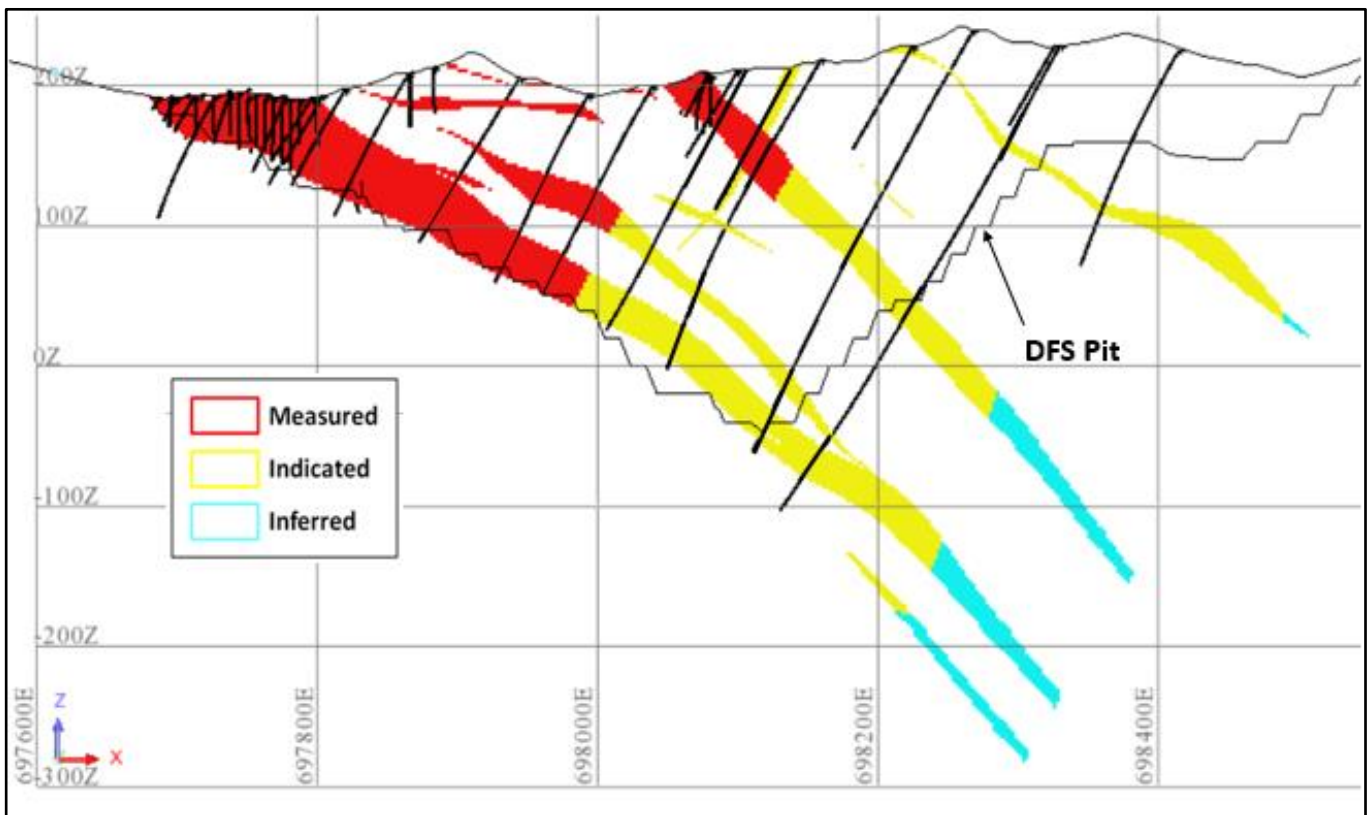 200Z
100Z
DFS Pit
0Z
Measured
Indicated
Inferred
-100Z
-200Z
697600E
697800E
698000E
698200E
698400E
Z
X
-300Z